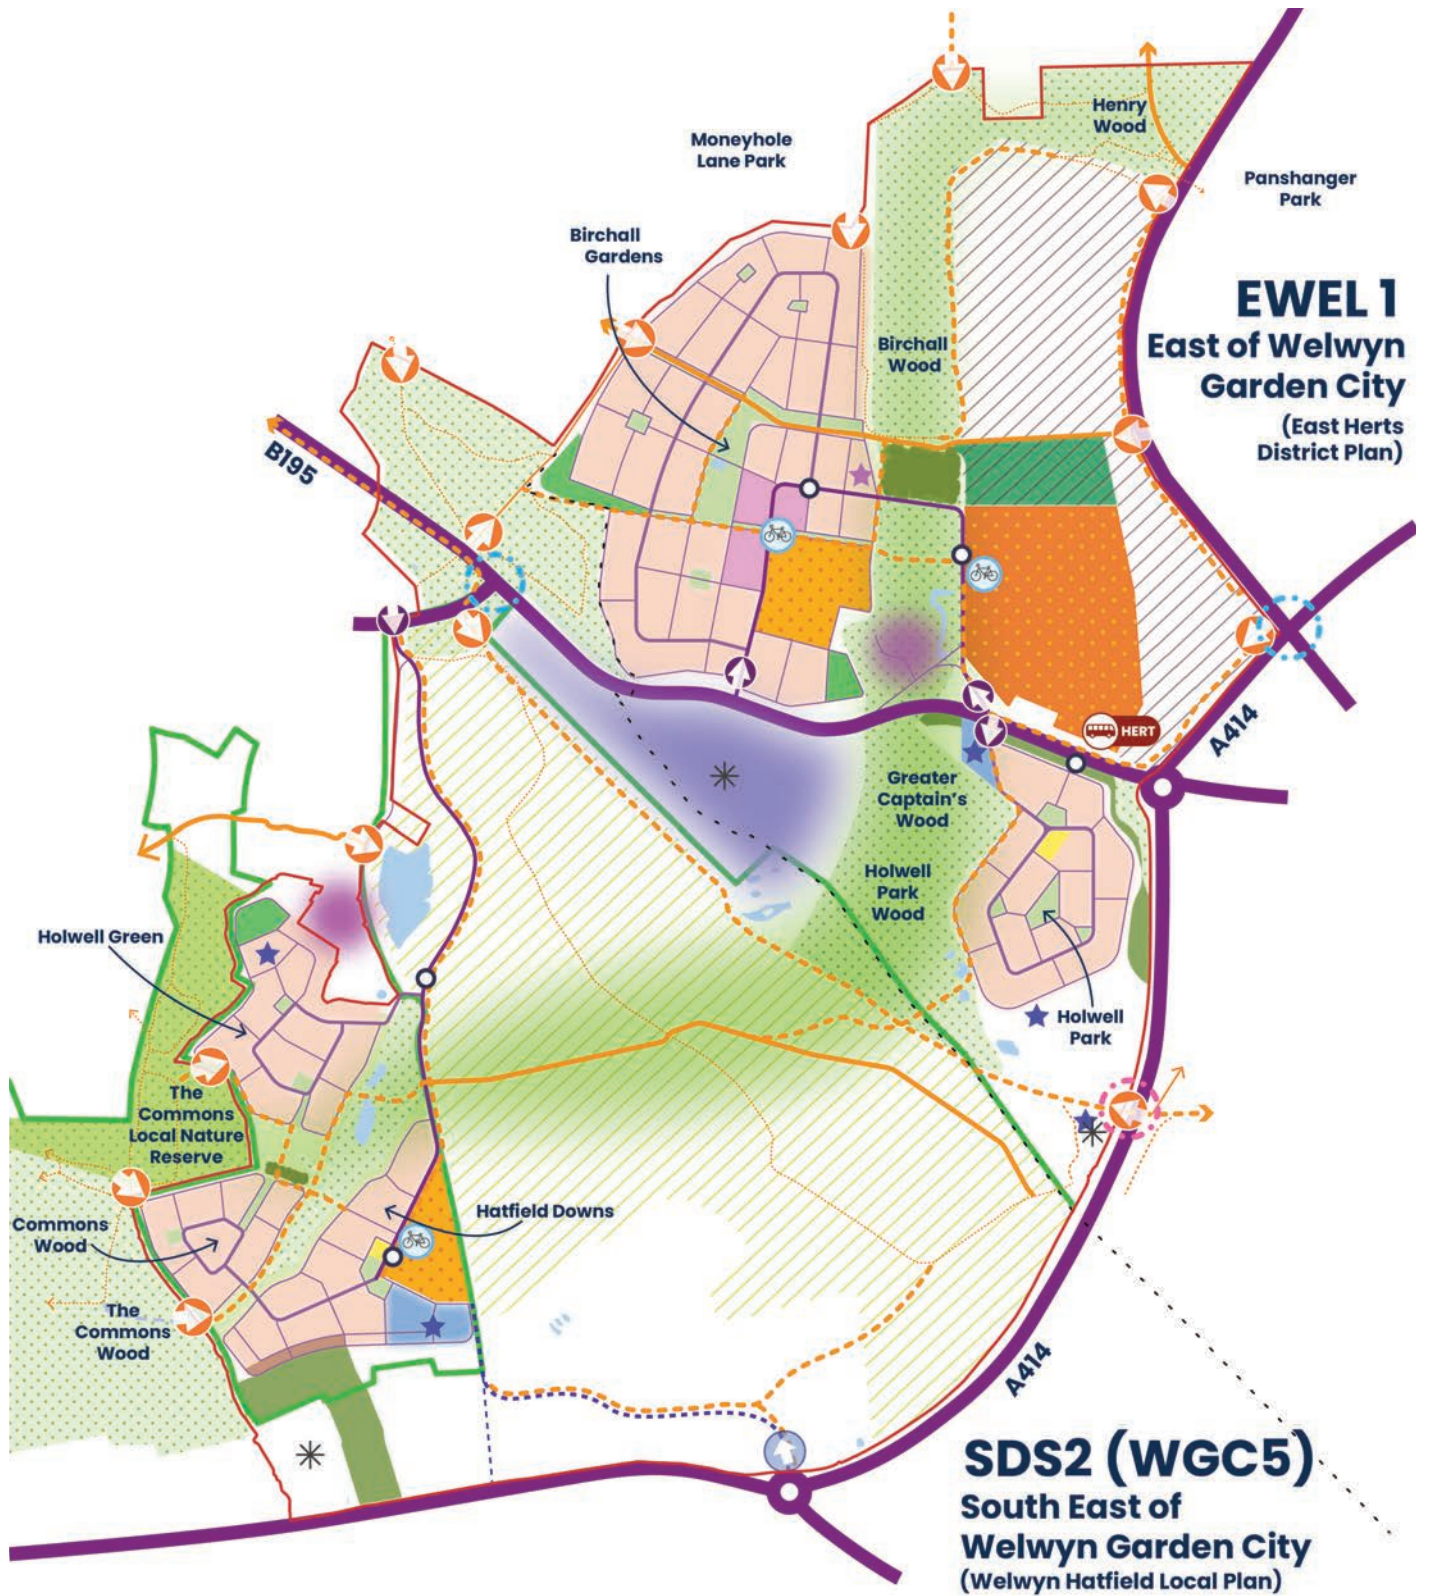 Henry
Wood
Moneyhole
Lane Park
Panshanger
Park
Birchall
Gardens
EWEL 1
East of Welwyn
Garden City
(East Herts
District Plan)
Birchall
Wood
B195
HERT
A414
Greater
Captain's
Wood
Holwell
Park
Wood
Holwell Green
Holwell
Park
The
Commons
Local Nature
Reserve
Hatfield Downs
Commons
Wood
The
Commons
Wood
A414
SDS2 (WGC5)
South East of
Welwyn Garden City
(Welwyn Hatfield Local Plan)